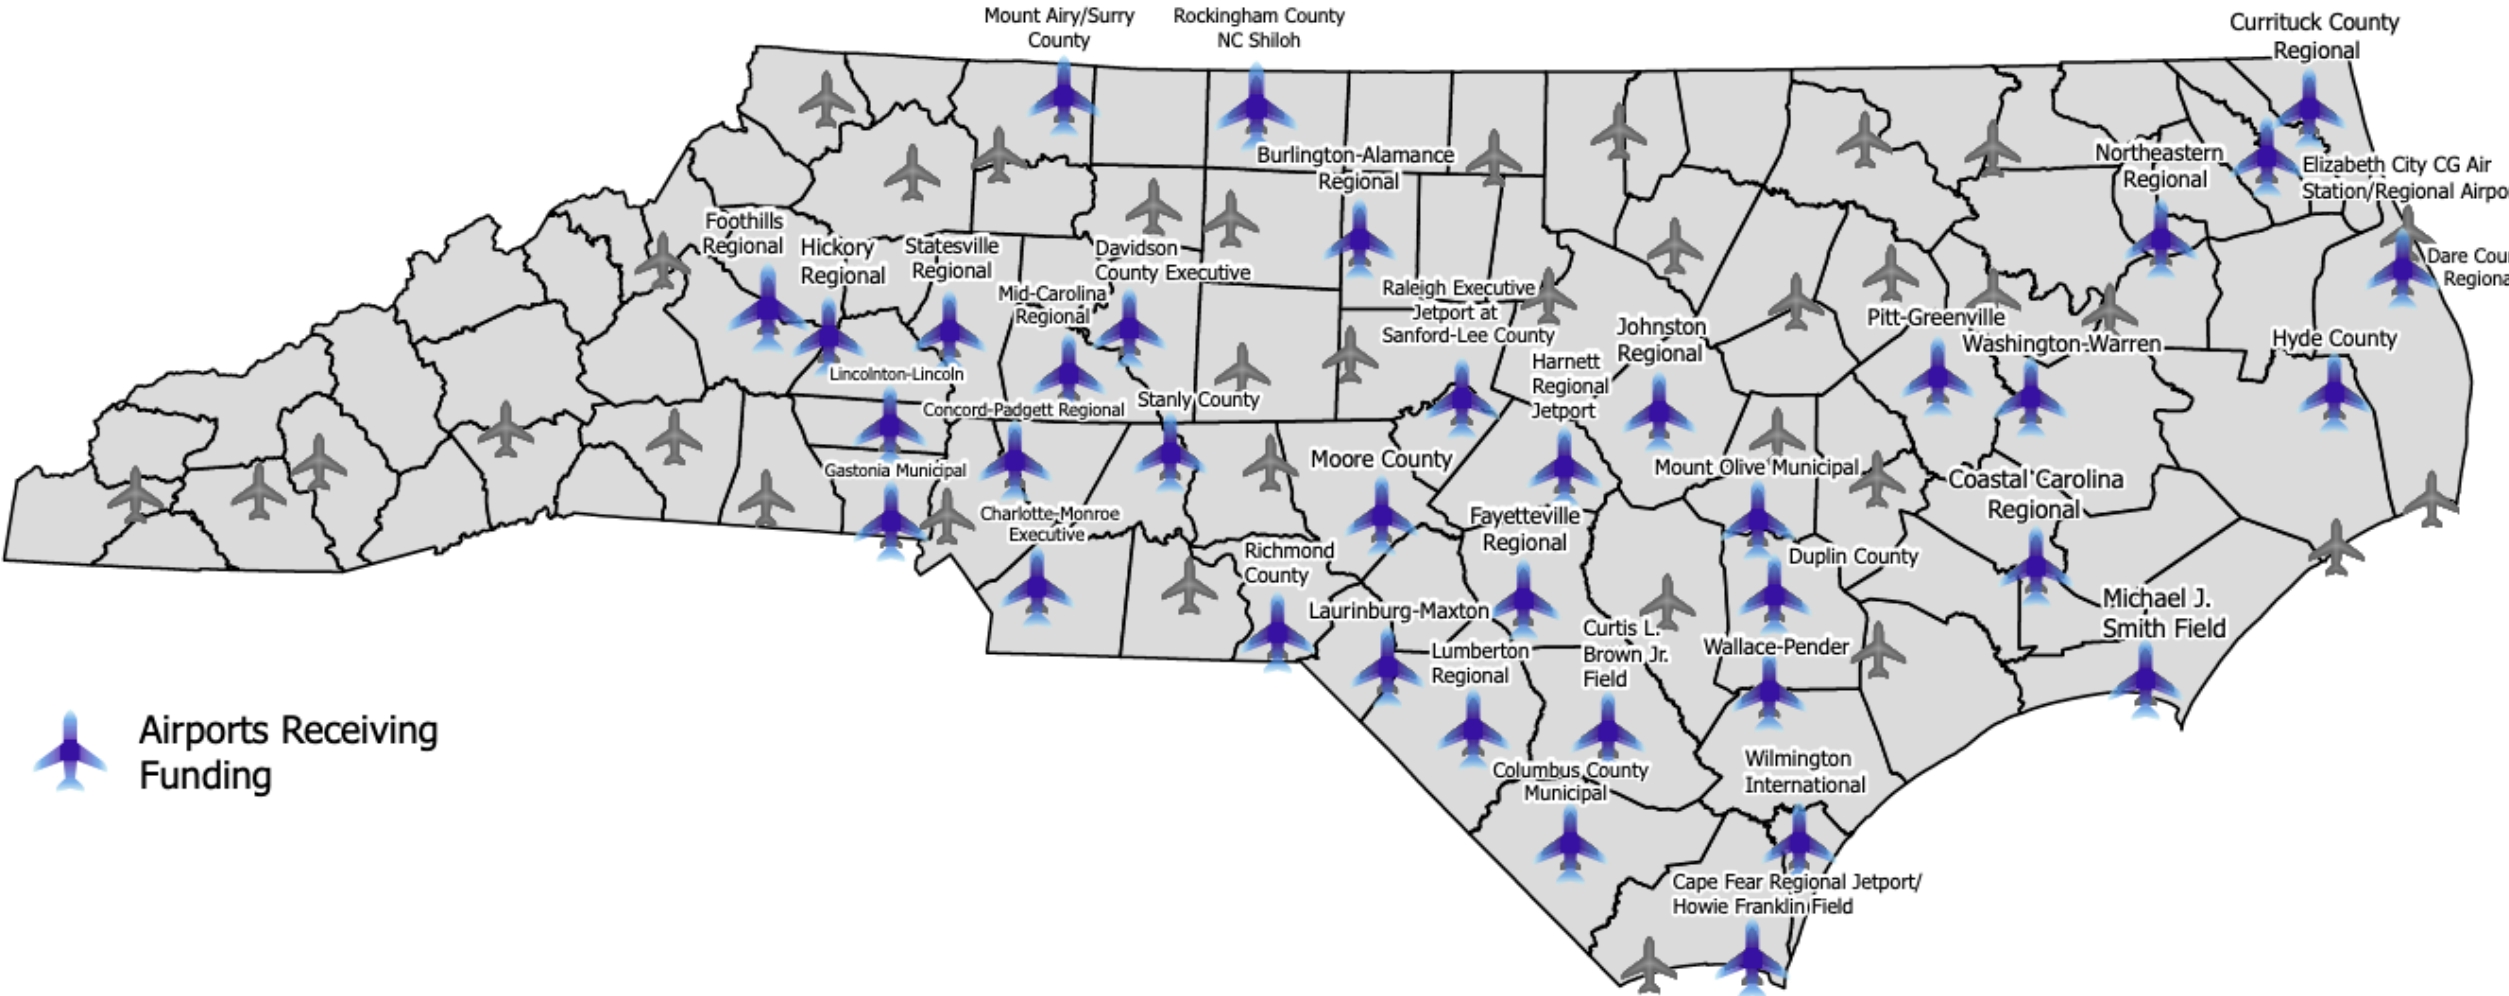 Mount Airy/Surry
County
Rockingham County
NC Shiloh
Currituck County
Regional
Burlington-Alamance
Regional
Northeastern
Regional
Elizabeth City CG Air
Station/Regional
Foothills
Regional
Hickory
Regional
Statesville
Regional
Davidson
County Executive
Dare
Mid-Carolina
Regional
Raleigh Executive
Jetport at
Sanford-Lee County
Johnston
Regional
Pitt-Greenville
Washington-Warren
Hyde County
Harnett
Regional
Jetport
Lincolnton-Lincoln
Concord-Padgett Regional
Stanly County
Moore County
Mount Olive Municipal
Gastonia Municipal
Coastal Carolina
Regional
Charlotte-Monroe
Executive
Fayetteville
Regional
Richmond
County
Duplin County
Laurinburg-Maxton
Michael J.
Smith Field
Curtis L.
Brown Jr.
Field
Lumberton
Regional
Wallace-Pender
Airports Receiving
Funding
Columbus County
Municipal
Wilmington
International
Cape Fear Regional Jetport/
Howie Franklin Field